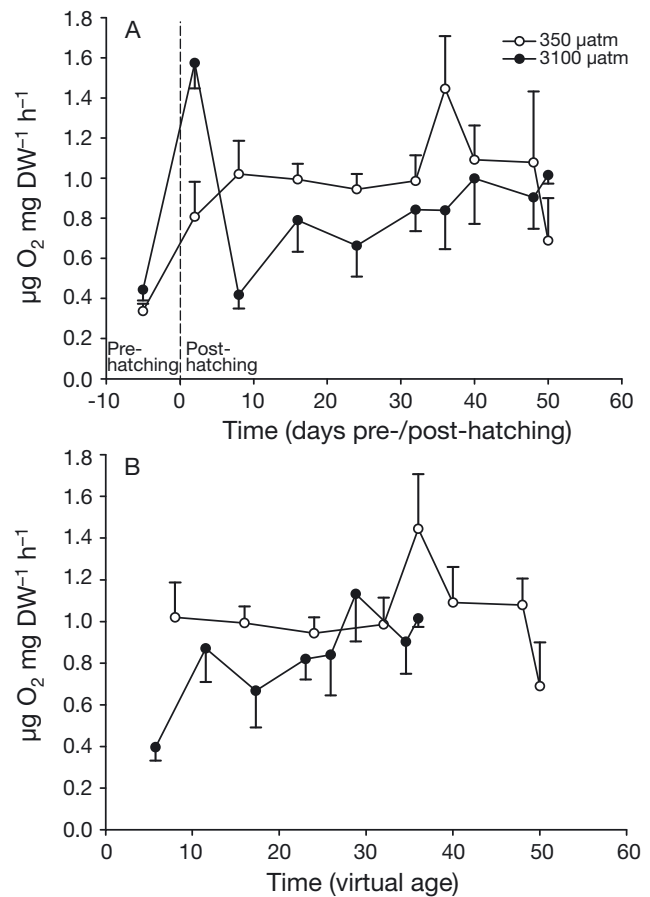 A
350 µatm
3100 µatm
µg O₂ mg DW⁻¹ h⁻¹
1.8
1.6
1.4
1.2
1.0
0.8
0.6
0.4
0.2
0.0
Pre-
hatching
Post-
hatching
-10 0 10 20 30 40 50 60
Time (days pre-/post-hatching)
B
µg O₂ mg DW⁻¹ h⁻¹
1.8
1.6
1.4
1.2
1.0
0.8
0.6
0.4
0.2
0.0
0 10 20 30 40 50 60
Time (virtual age)